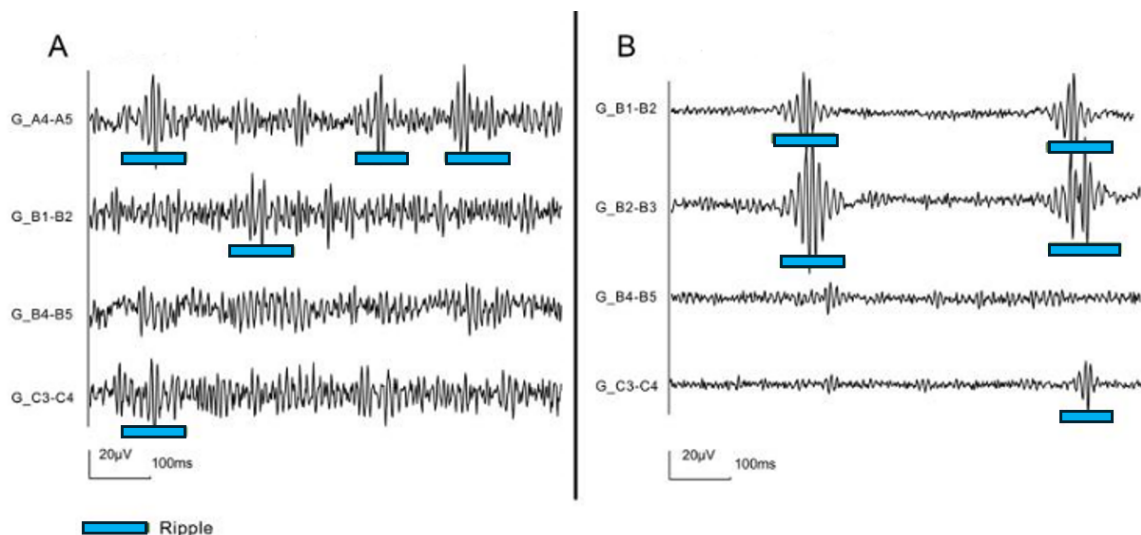 A
G_A4-A5
G_B1-B2
G_B4-B5
G_C3-C4
20µV
100ms
B
G_B1-B2
G_B2-B3
G_B4-B5
G_C3-C4
20µV
100ms
Ripple